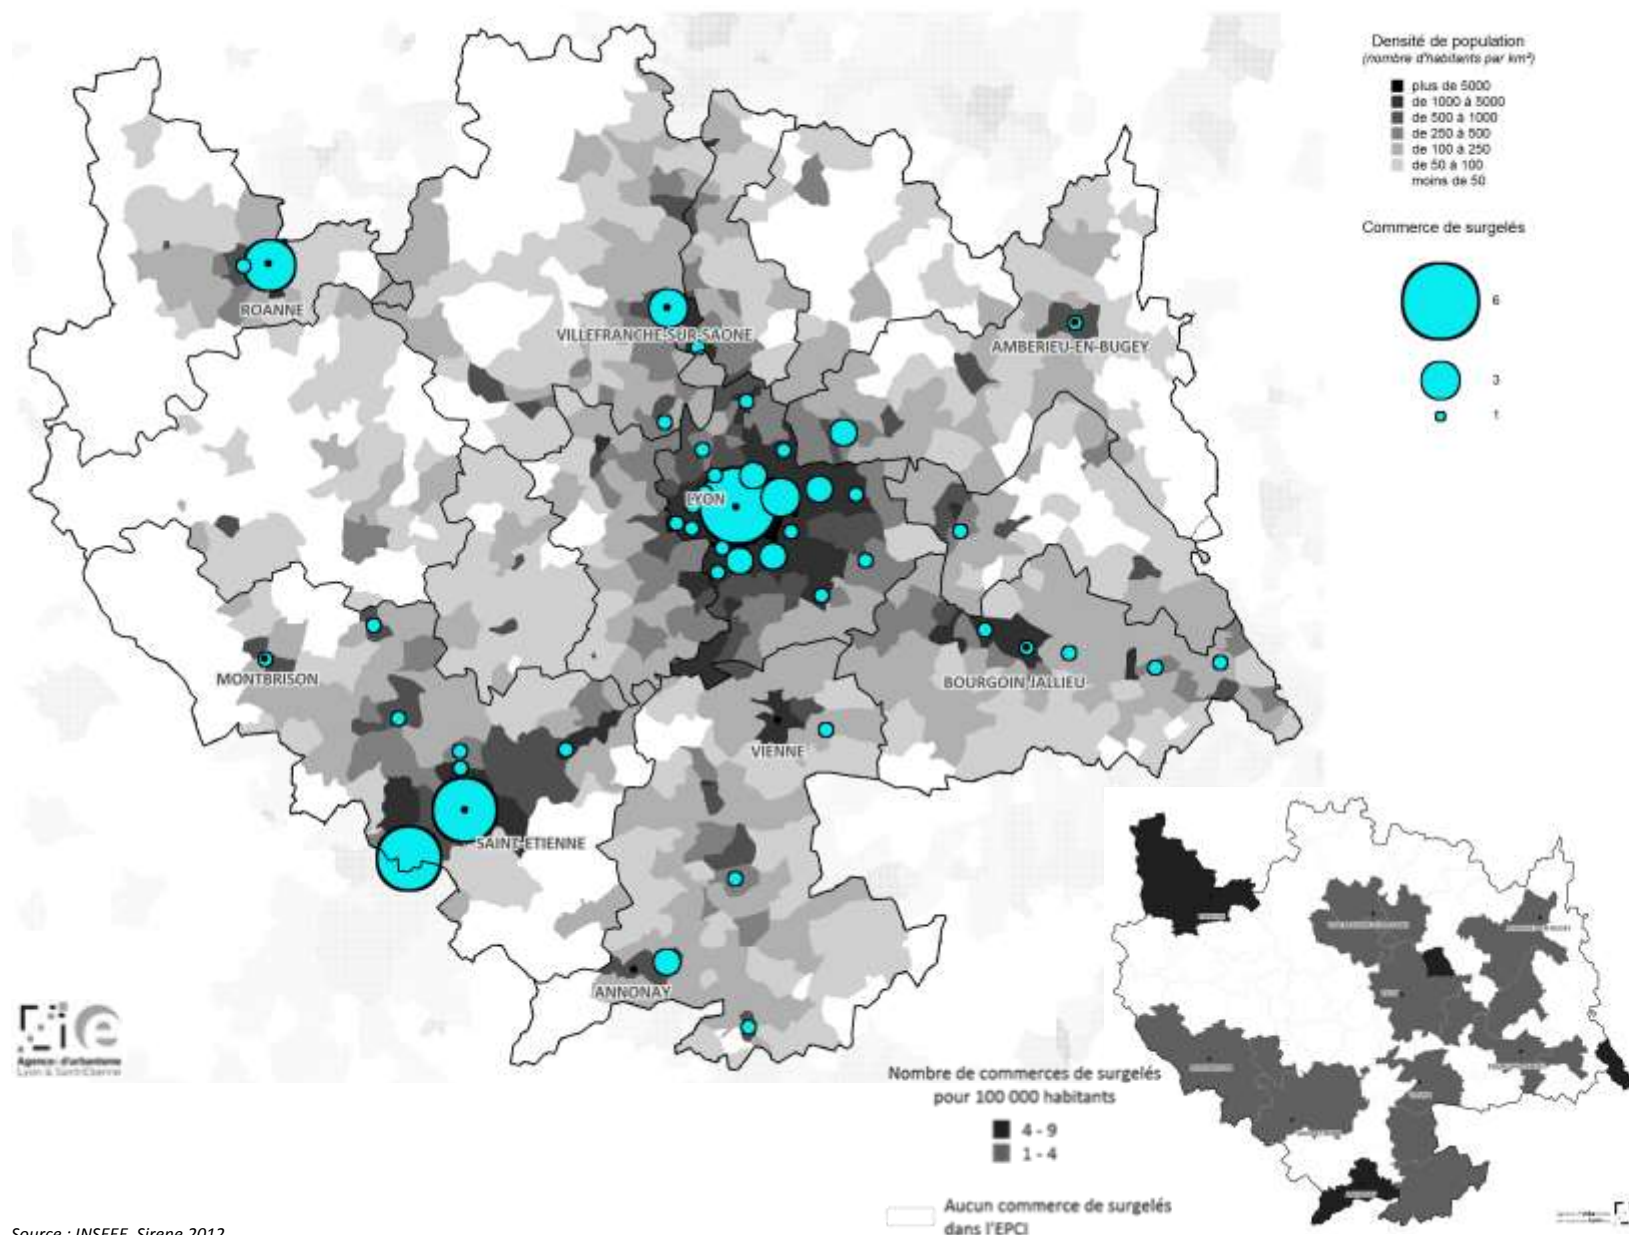 Densité de population
(nombre d'habitants par km²)
plus de 5000
de 1000 à 5000
de 500 à 1000
de 250 à 500
de 100 à 250
de 50 à 100
moins de 50
Commerce de surgelés
6
3
1
ROANNE
VILLEFRANCHE-SUR-SAONE
AMBERIEU-EN-BUGEY
LYON
MONTBRISON
BOURGOIN-JALLIEU
VIENNE
SAINT-ETIENNE
ANNONAY
Agence d'urbanisme
Lyon & Saint-Etienne
Nombre de commerces de surgelés
pour 100 000 habitants
4 - 9
1 - 4
Aucun commerce de surgelés
dans l'EPCI
Source : INSEEE, Sirene 2012